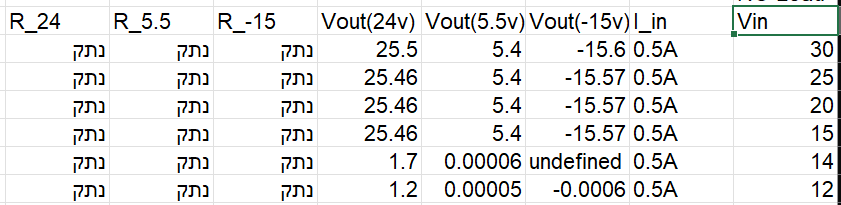 R_24 R_5.5 R_-15 Vout(24v) Vout(5.5v) Vout(-15v) I_in Vin
נתק נתק נתק 25.5 5.4 -15.6 0.5A 30
נתק נתק נתק 25.46 5.4 -15.57 0.5A 25
נתק נתק נתק 25.46 5.4 -15.57 0.5A 20
נתק נתק נתק 25.46 5.4 -15.57 0.5A 15
נתק נתק נתק 1.7 0.00006 undefined 0.5A 14
נתק נתק נתק 1.2 0.00005 -0.0006 0.5A 12